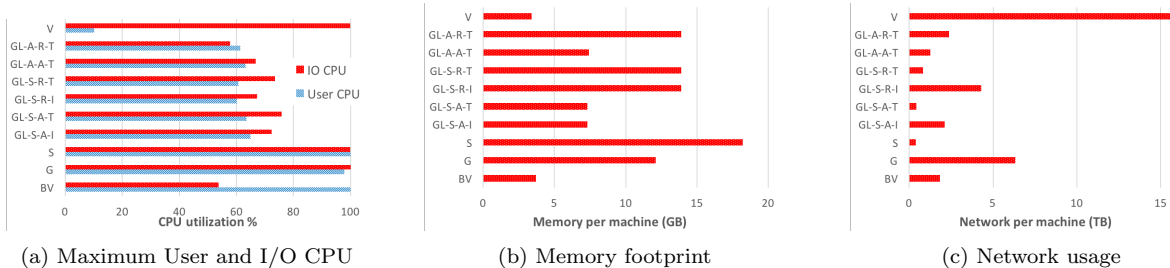 V
GL-A-R-T
GL-A-A-T
GL-S-R-T
GL-S-R-I
GL-S-A-T
GL-S-A-I
S
G
BV
IO CPU
User CPU
0 20 40 60 80 100
CPU utilization %
(a) Maximum User and I/O CPU
V
GL-A-R-T
GL-A-A-T
GL-S-R-T
GL-S-R-I
GL-S-A-T
GL-S-A-I
S
G
BV
0 5 10 15 20
Memory per machine (GB)
(b) Memory footprint
V
GL-A-R-T
GL-A-A-T
GL-S-R-T
GL-S-R-I
GL-S-A-T
GL-S-A-I
S
G
BV
0 5 10 15
Network per machine (TB)
(c) Network usage